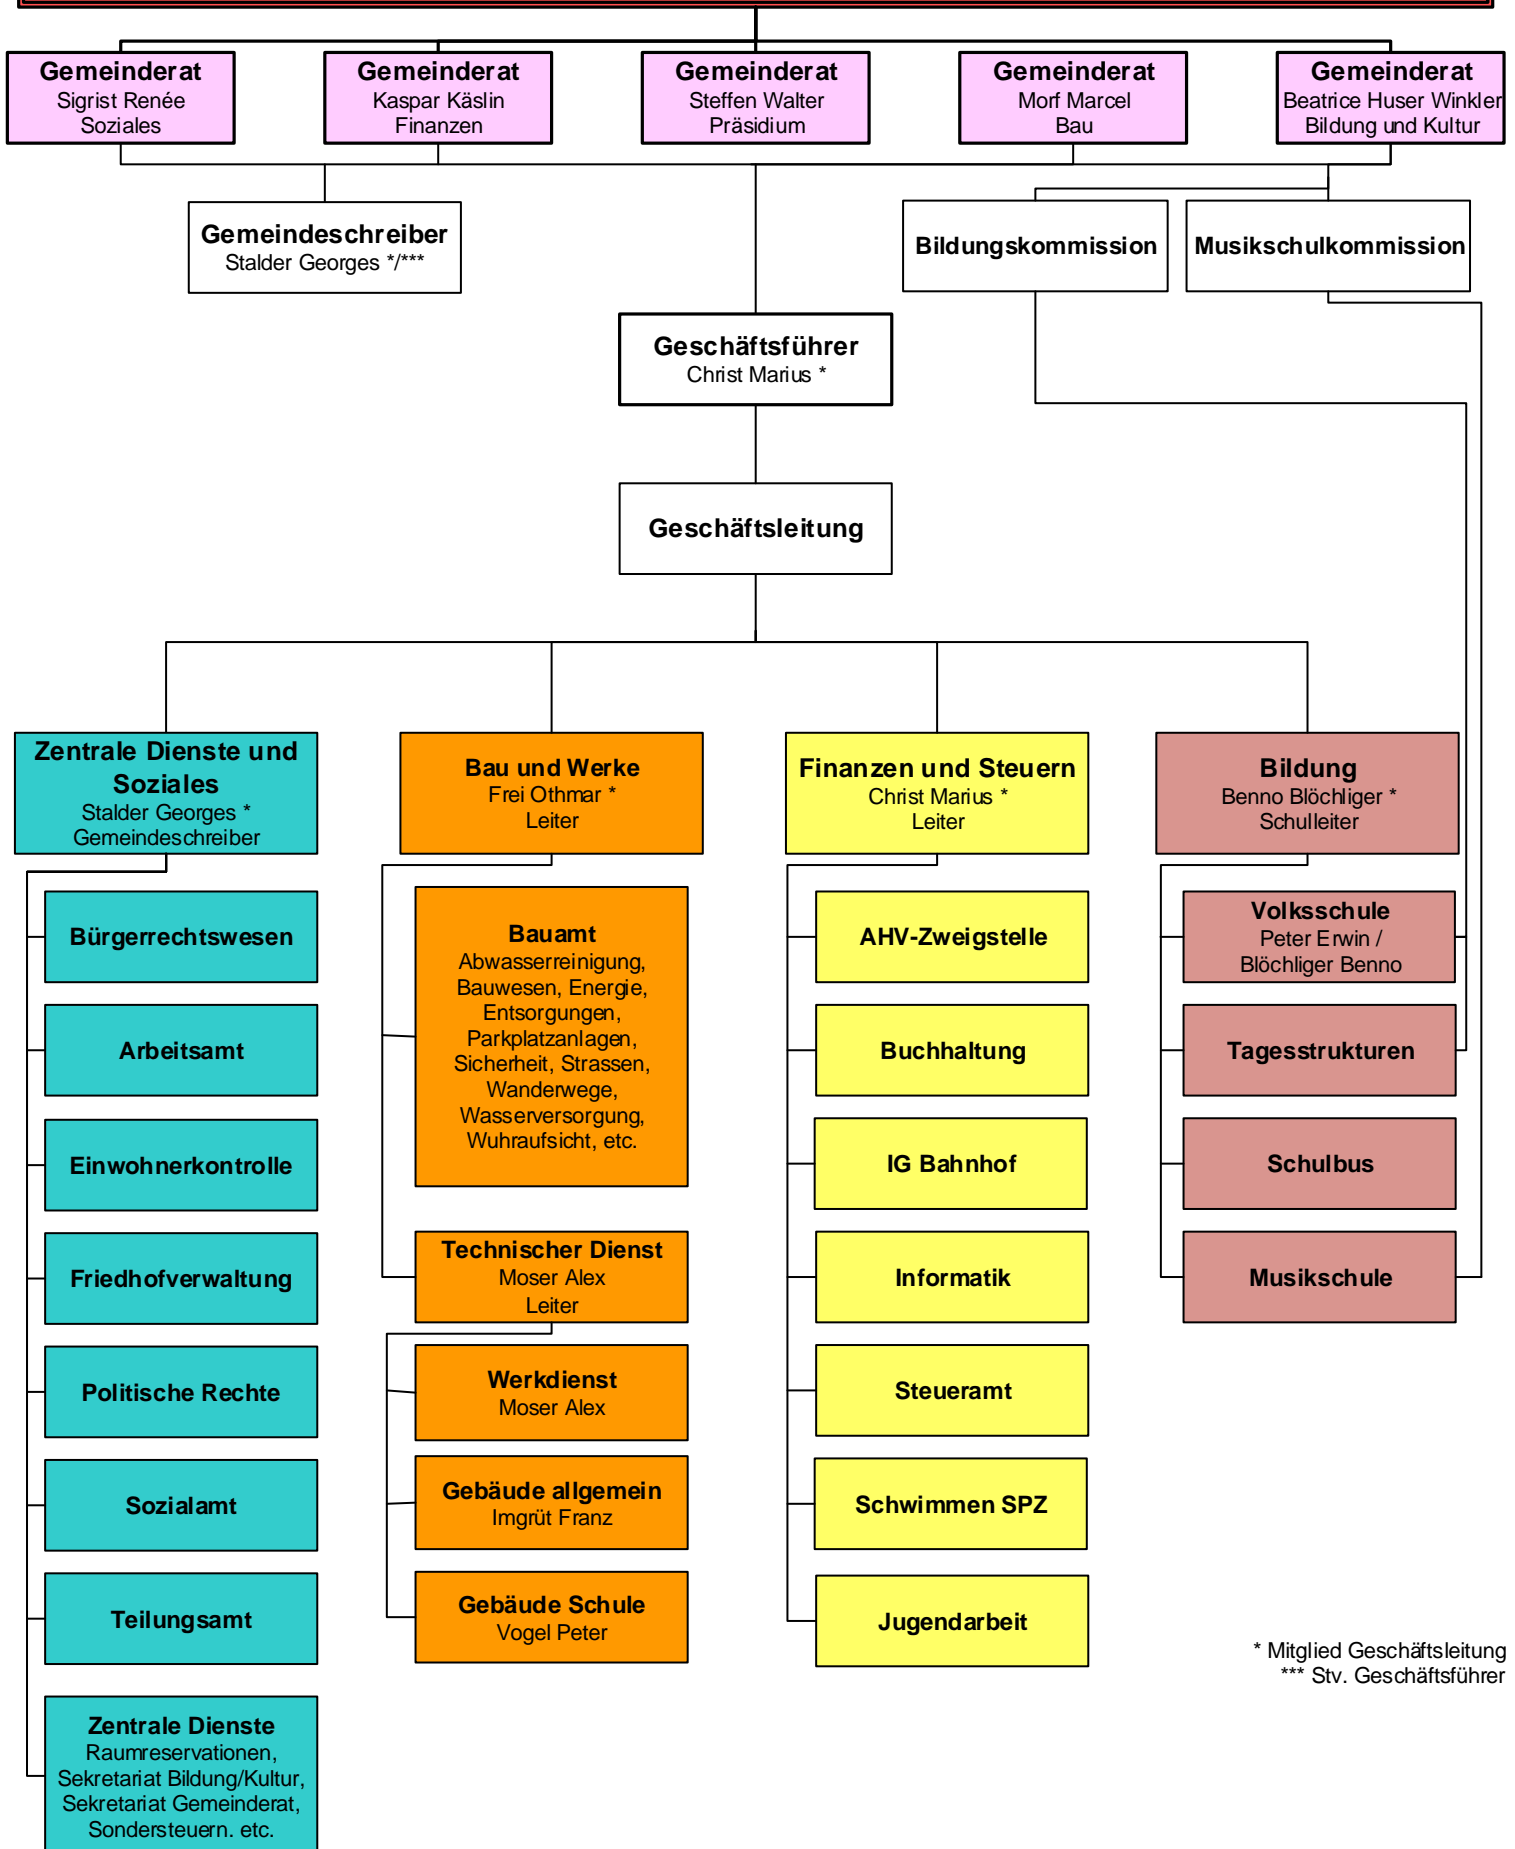 Gemeinderat
Sigrist Renée
Soziales
Gemeinderat
Kaspar Käslin
Finanzen
Gemeinderat
Steffen Walter
Präsidium
Gemeinderat
Morf Marcel
Bau
Gemeinderat
Beatrice Huser Winkler
Bildung und Kultur
Gemeindeschreiber
Stalder Georges */***
Bildungskommission
Musikschulkommission
Geschäftsführer
Christ Marius *
Geschäftsleitung
Zentrale Dienste und
Soziales
Stalder Georges *
Gemeindeschreiber
Bau und Werke
Frei Othmar *
Leiter
Finanzen und Steuern
Christ Marius *
Leiter
Bildung
Benno Blöchliger *
Schulleiter
Bürgerrechtswesen
Arbeitsamt
Einwohnerkontrolle
Friedhofverwaltung
Politische Rechte
Sozialamt
Teilungsamt
Zentrale Dienste
Raumreservationen,
Sekretariat Bildung/Kultur,
Sekretariat Gemeinderat,
Sondersteuern. etc.
Bauamt
Abwasserreinigung,
Bauwesen, Energie,
Entsorgungen,
Parkplatzanlagen,
Sicherheit, Strassen,
Wanderwege,
Wasserversorgung,
Wuhraufsicht, etc.
Technischer Dienst
Moser Alex
Leiter
Werkdienst
Moser Alex
Gebäude allgemein
Imgrüt Franz
Gebäude Schule
Vogel Peter
AHV-Zweigstelle
Buchhaltung
IG Bahnhof
Informatik
Steueramt
Schwimmen SPZ
Jugendarbeit
Volksschule
Peter Erwin /
Blöchliger Benno
Tagesstrukturen
Schulbus
Musikschule
* Mitglied Geschäftsleitung
*** Stv. Geschäftsführer